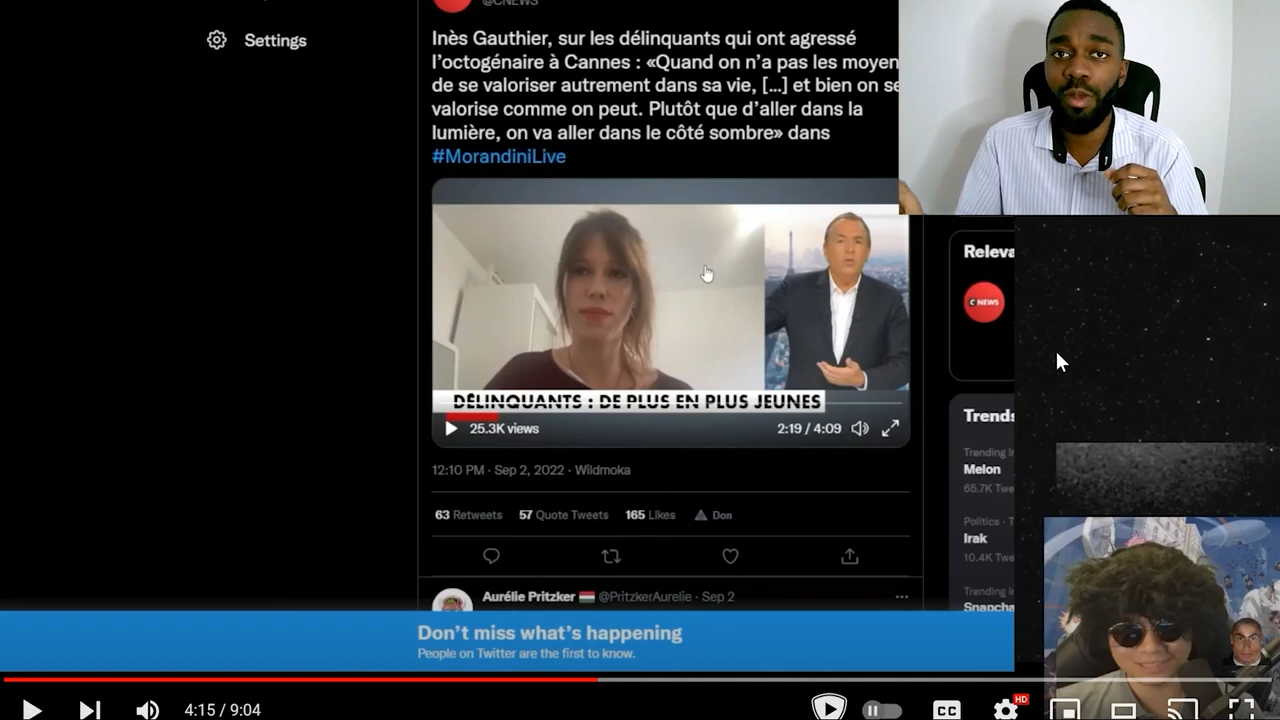 @CNEWS
Settings
Inès Gauthier, sur les délinquants qui ont agressé
l'octogénaire à Cannes : «Quand on n'a pas les moyen
de se valoriser autrement dans sa vie, [...] et bien on se
valorise comme on peut. Plutôt que d'aller dans la
lumière, on va aller dans le côté sombre» dans
#MorandiniLive
DÉLINQUANTS : DE PLUS EN PLUS JEUNES
25.3K views
2:19 / 4:09
12:10 PM · Sep 2, 2022 · Wildmoka
63 Retweets 57 Quote Tweets 165 Likes Don
Aurélie Pritzker @PritzkerAurelie · Sep 2
Releva
CNEWS
Trends
Trending in
Melon
65.7K Twe
Politics · T
Irak
10.4K Twe
Trending in
Snapcha
Don't miss what's happening
People on Twitter are the first to know.
4:15 / 9:04
CC
HD